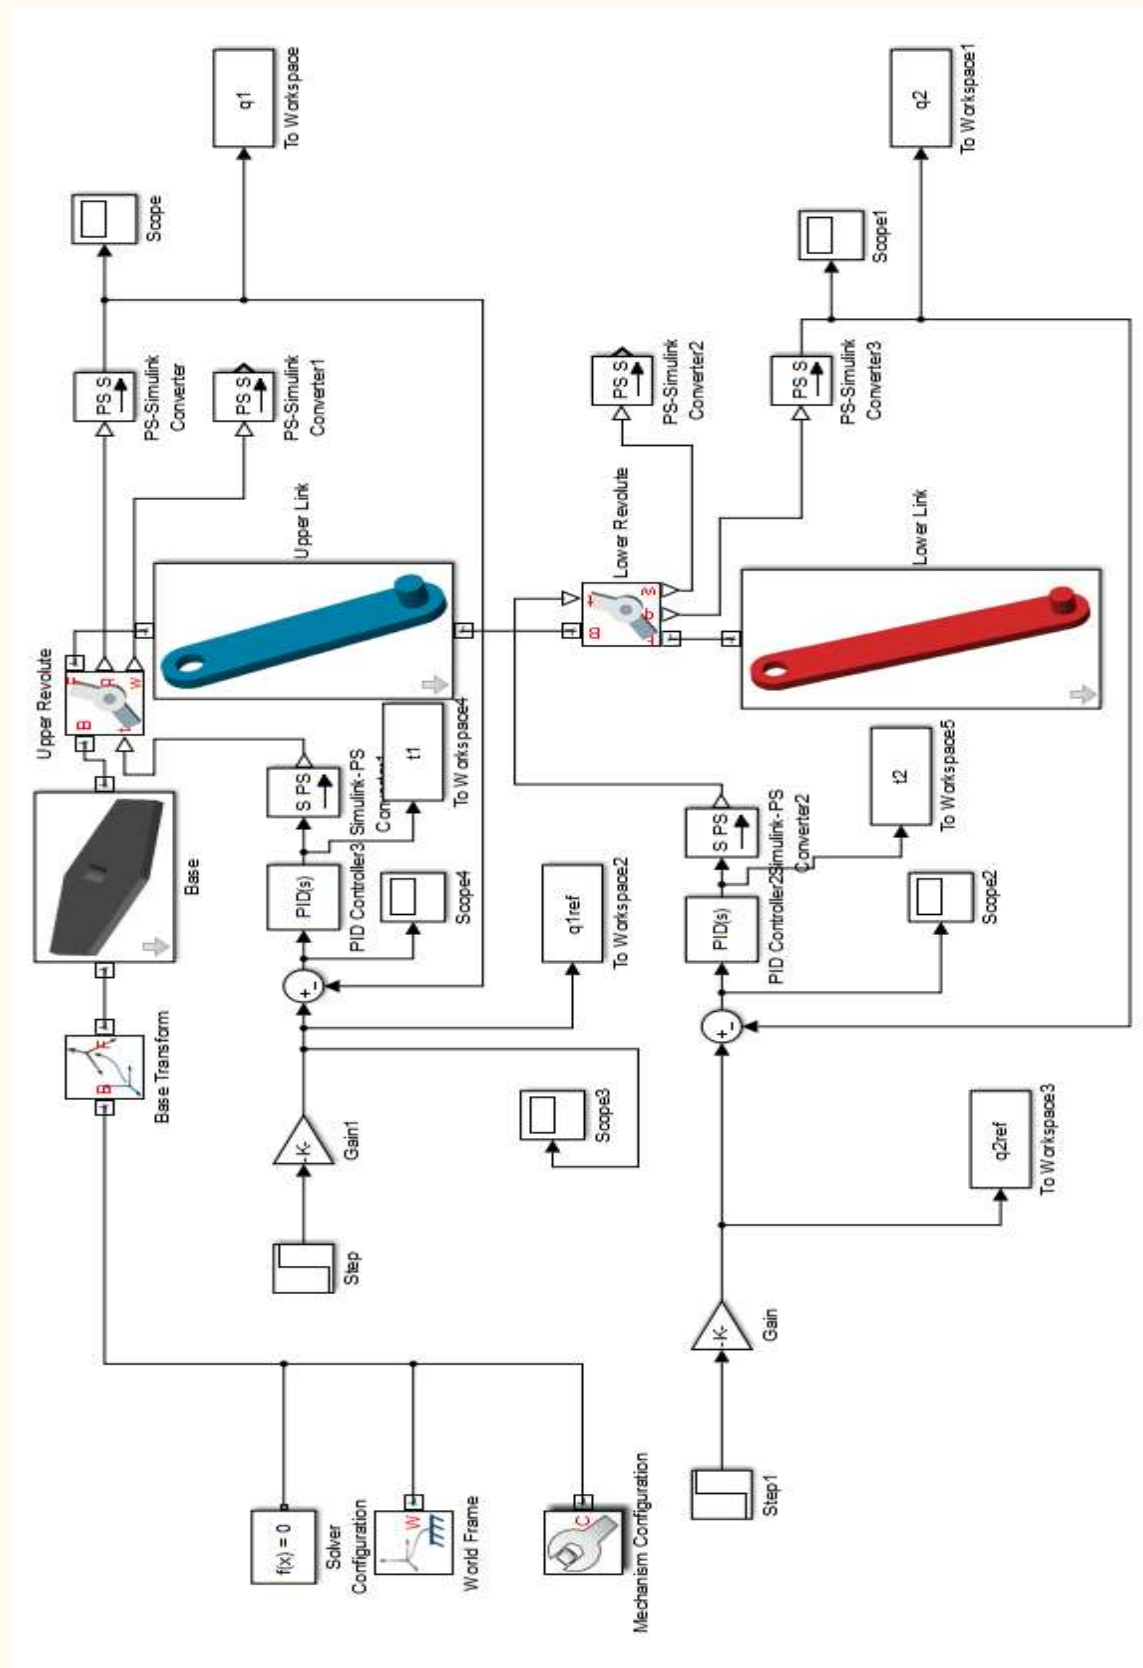 f(x) = 0
Solver
Configuration
W
World Frame
C
Mechanism Configuration
B
F
Base Transform
Base
B
F
q
w
t
Upper Revolute
PS S
PS-Simulink
Converter
PS S
PS-Simulink
Converter1
Scope
q1
To Workspace
Upper Link
Step
-K-
Gain1
+
-
PID(s)
PID Controller3
S PS
Simulink-PS
t1
To Workspace4
Scope4
q1ref
To Workspace2
Scope3
B
t
F
q
w
Lower Revolute
PS S
PS-Simulink
Converter2
PS S
PS-Simulink
Converter3
Scope1
q2
To Workspace1
Lower Link
Step1
-K-
Gain
+
-
PID(s)
PID Controller2
S PS
Simulink-PS
Converter2
t2
To Workspace5
Scope2
q2ref
To Workspace3